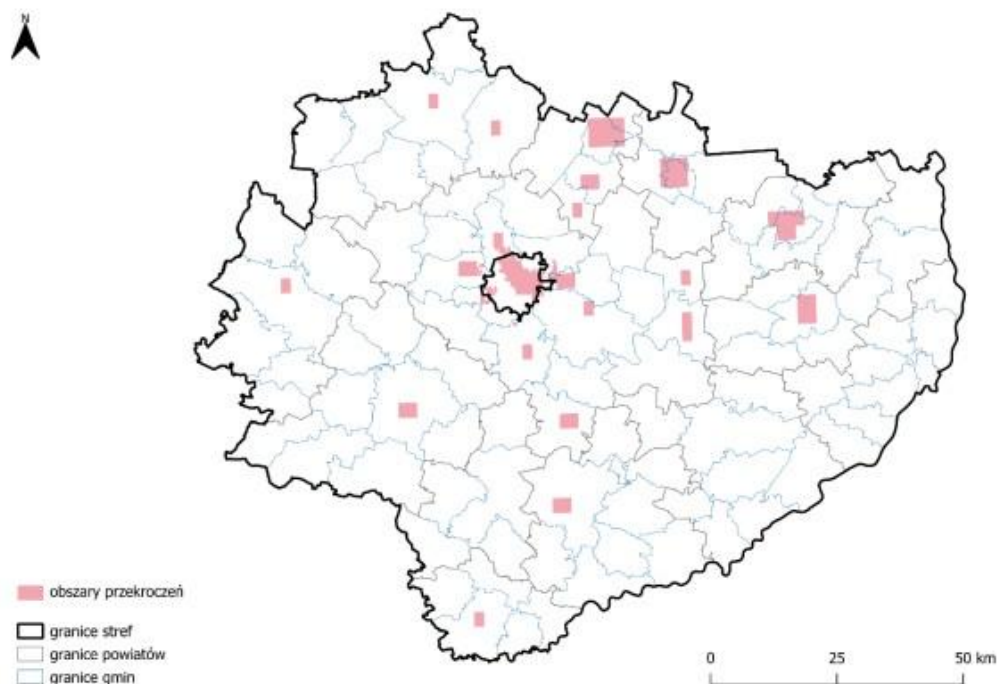 N
obszary przekroczeń
granice stref
granice powiatów
granice gmin
0 25 50 km